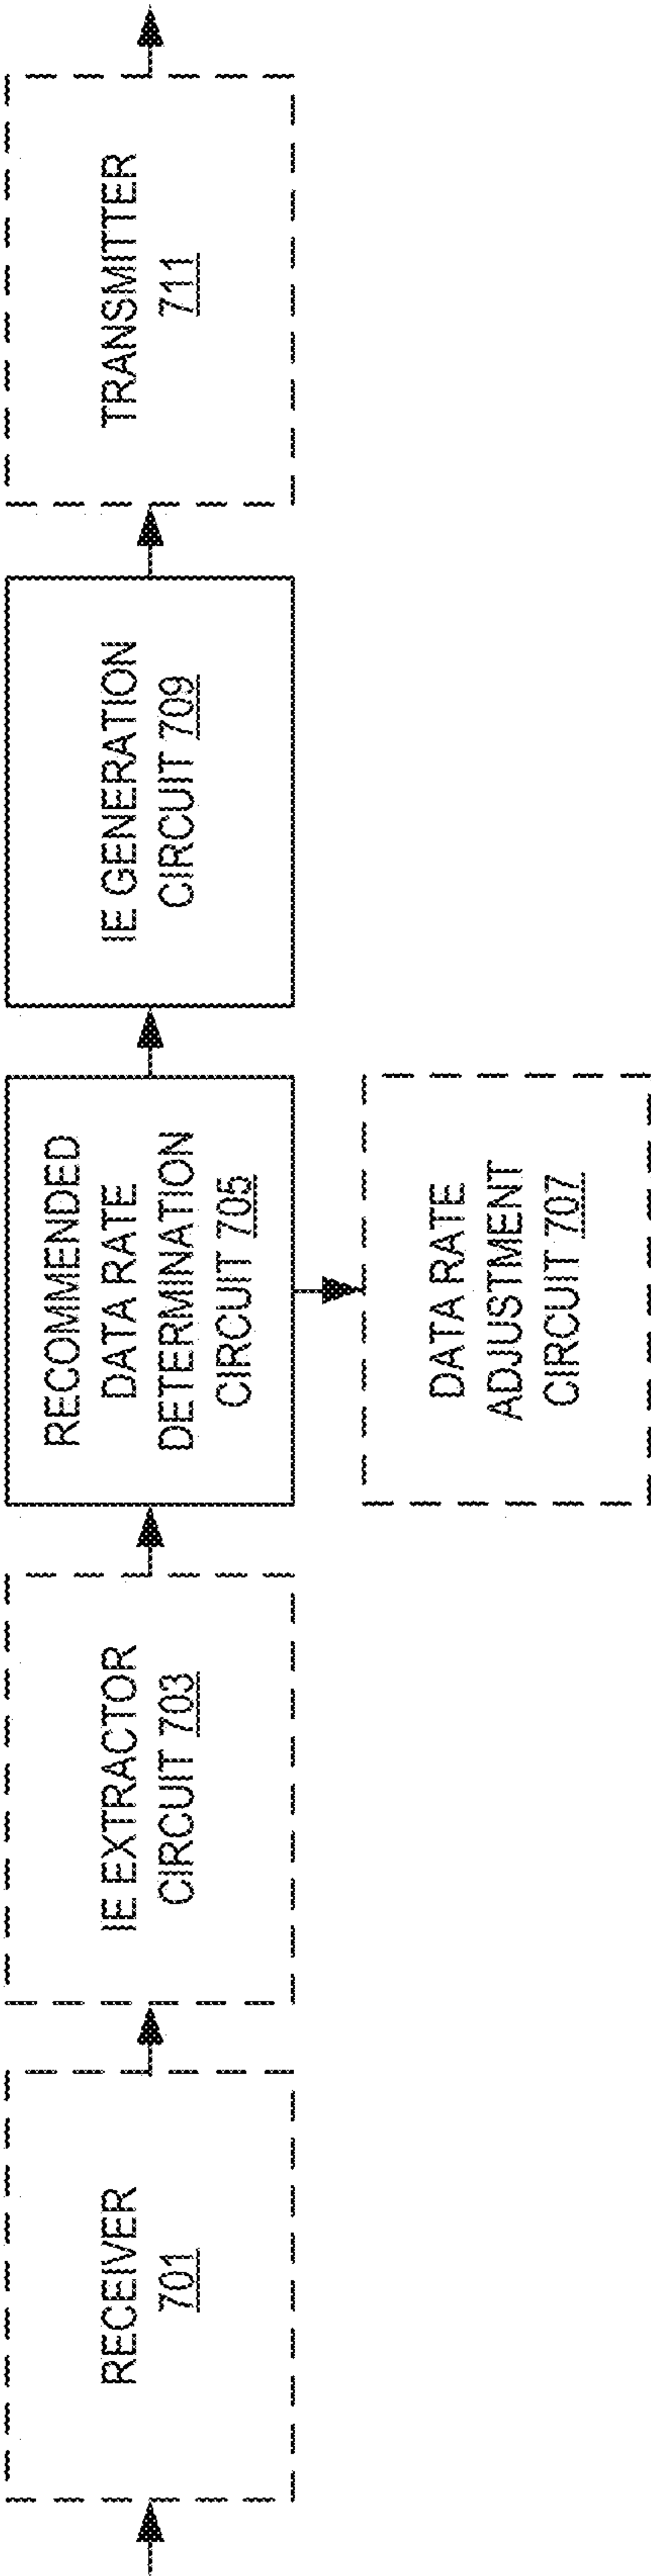 RECEIVER
701
IE EXTRACTOR
CIRCUIT 703
RECOMMENDED
DATA RATE
DETERMINATION
CIRCUIT 705
DATA RATE
ADJUSTMENT
CIRCUIT 707
IE GENERATION
CIRCUIT 709
TRANSMITTER
711